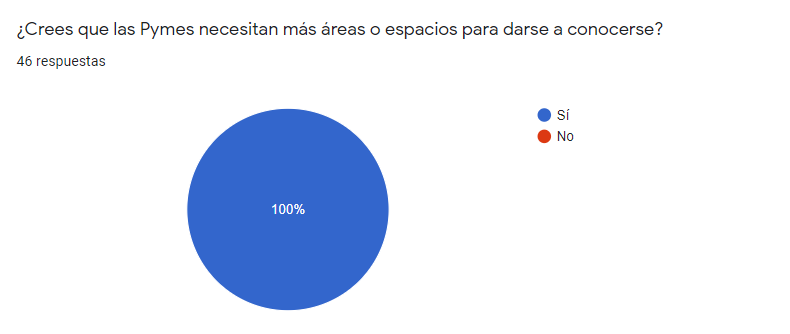 ¿Crees que las Pymes necesitan más áreas o espacios para darse a conocerse?
46 respuestas
Sí
No
100%